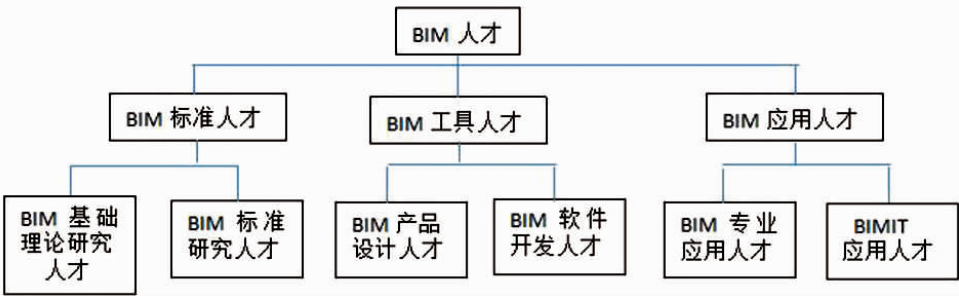 BIM 人才
BIM 标准人才
BIM 工具人才
BIM 应用人才
BIM 基础
理论研究
人才
BIM 标准
研究人才
BIM 产品
设计人才
BIM 软件
开发人才
BIM 专业
应用人才
BIMIT
应用人才